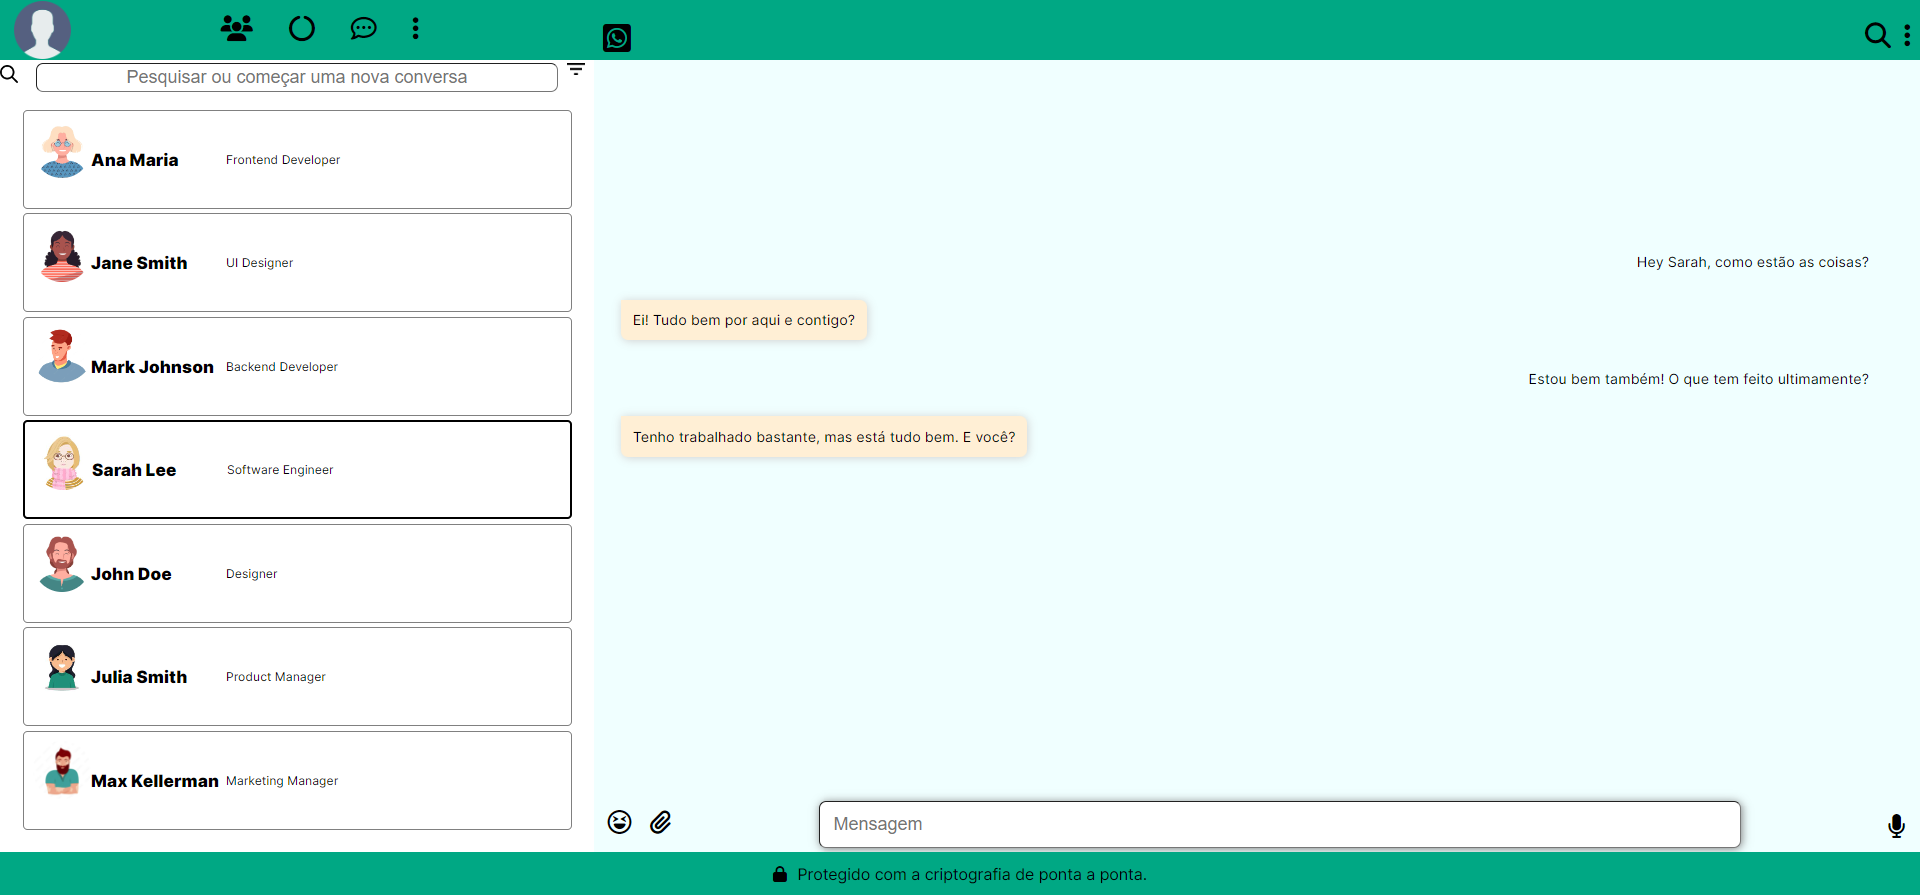 Pesquisar ou começar uma nova conversa
Ana Maria Frontend Developer
Jane Smith UI Designer
Mark Johnson Backend Developer
Sarah Lee Software Engineer
John Doe Designer
Julia Smith Product Manager
Max Kellerman Marketing Manager
Hey Sarah, como estão as coisas?
Ei! Tudo bem por aqui e contigo?
Estou bem também! O que tem feito ultimamente?
Tenho trabalhado bastante, mas está tudo bem. E você?
Mensagem
Protegido com a criptografia de ponta a ponta.